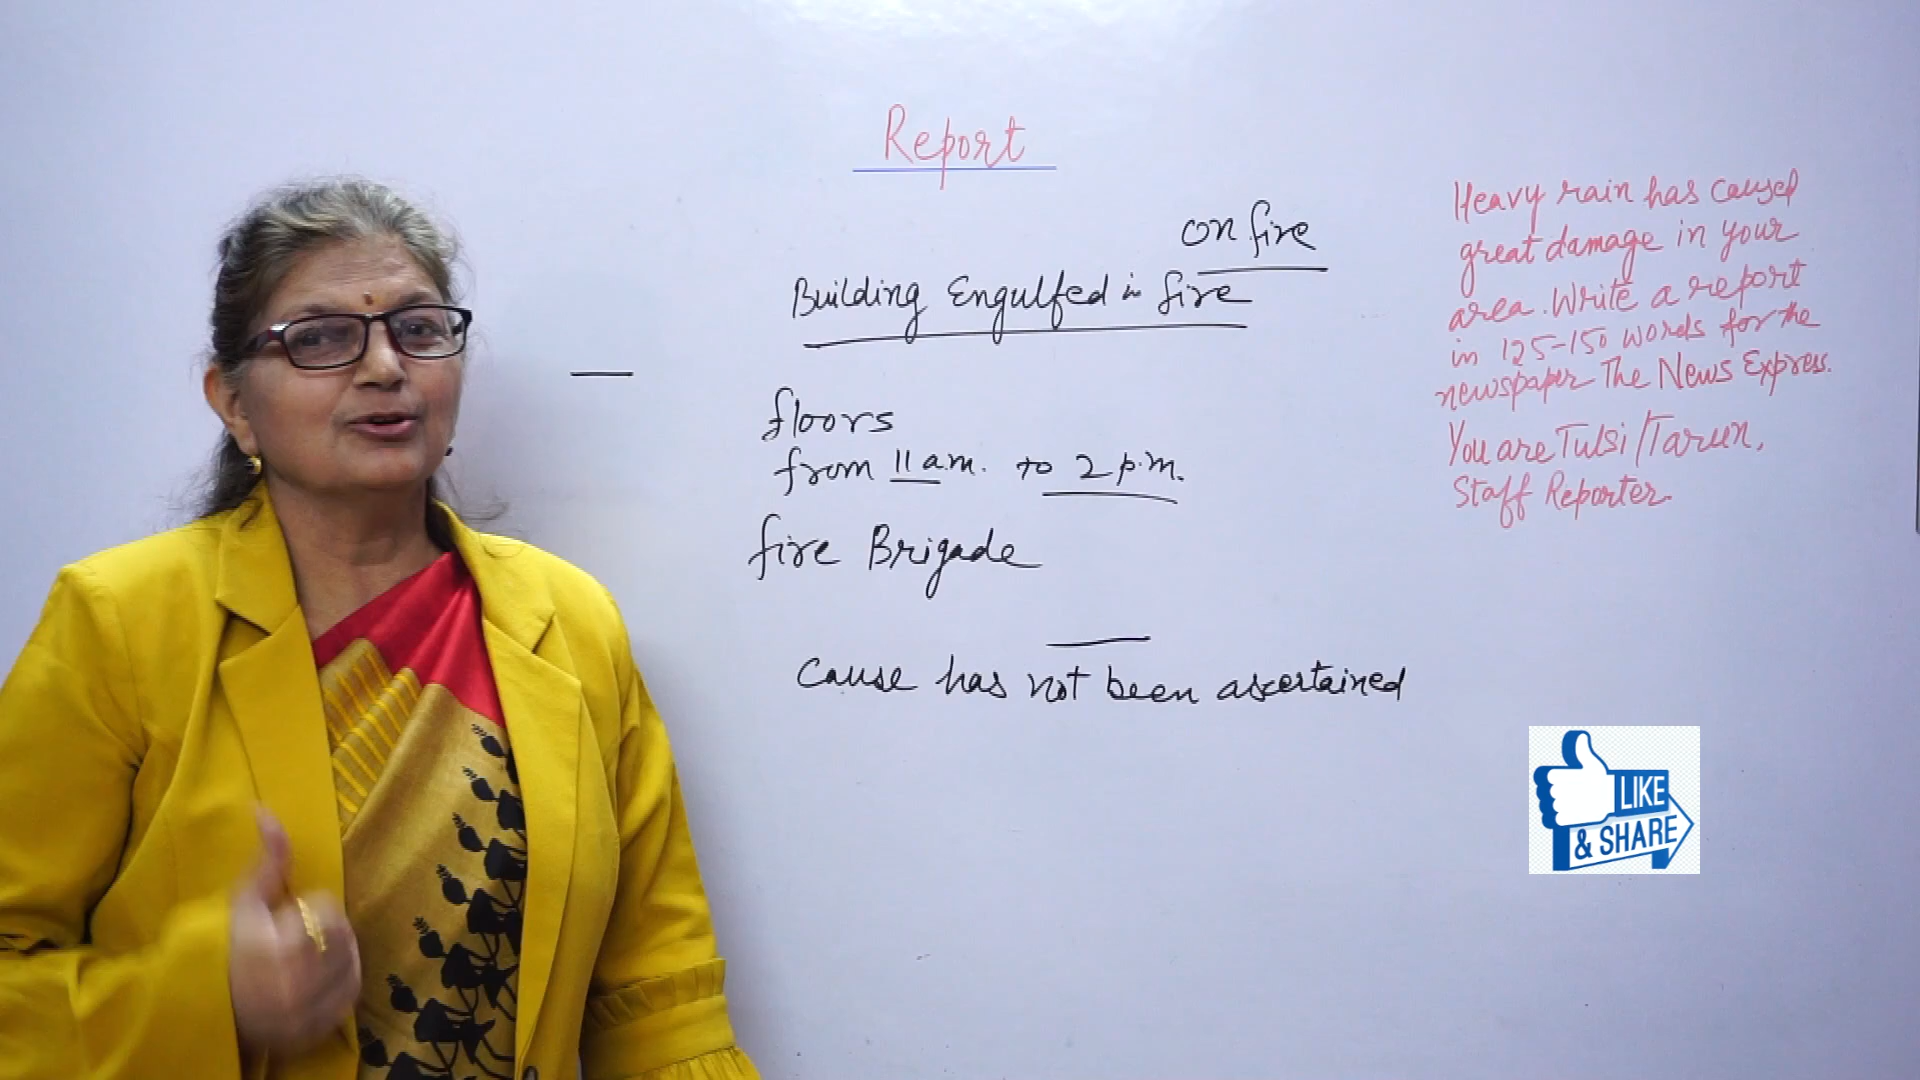 Report
on fire
Building Engulfed in fire
floors
from 11 a.m. to 2 p.m.
fire Brigade
Cause has not been ascertained
Heavy rain has caused
great damage in your
area. Write a report
in 125-150 words for the
newspaper The News Express.
You are Tulsi/Tarun,
Staff Reporter.
LIKE
& SHARE